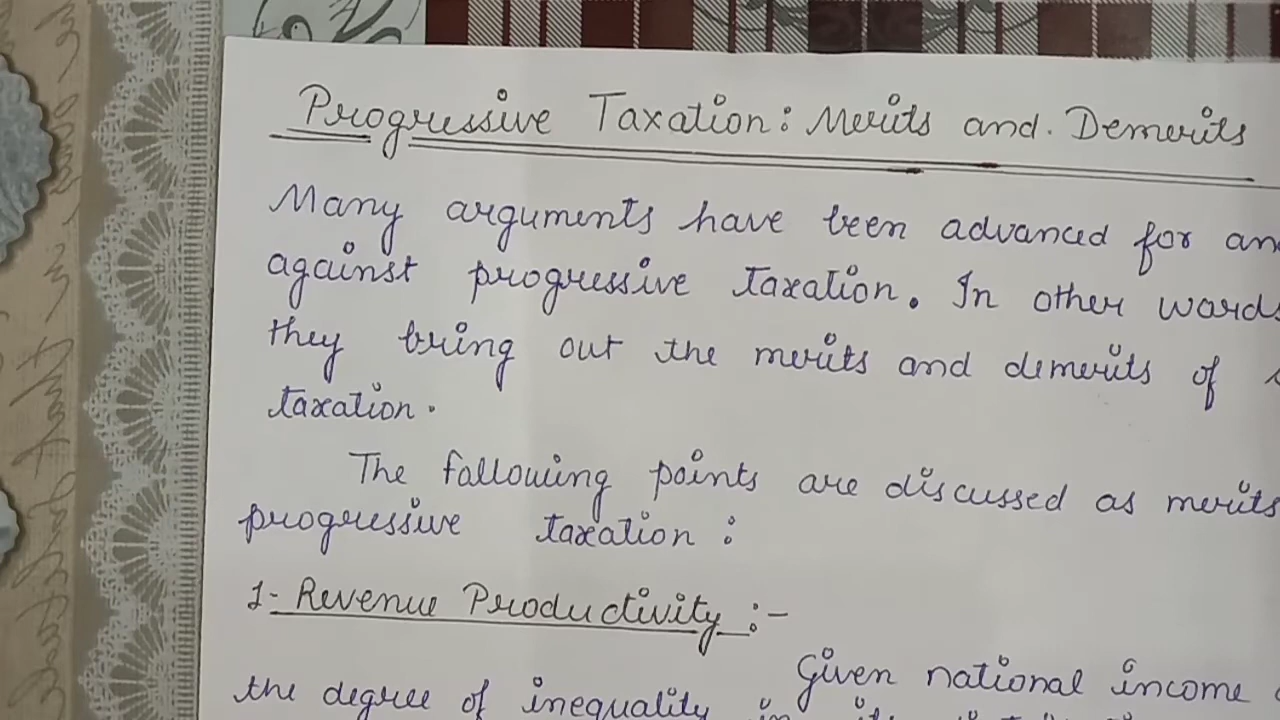 Progressive Taxation: Merits and. Demerits
Many arguments have been advanced for an
against progressive taxation. In other words
they bring out the merits and demerits of
taxation.
The following points are discussed as merits
progressive taxation:
1- Revenue Productivity :-
Given national income
the degree of inequality in